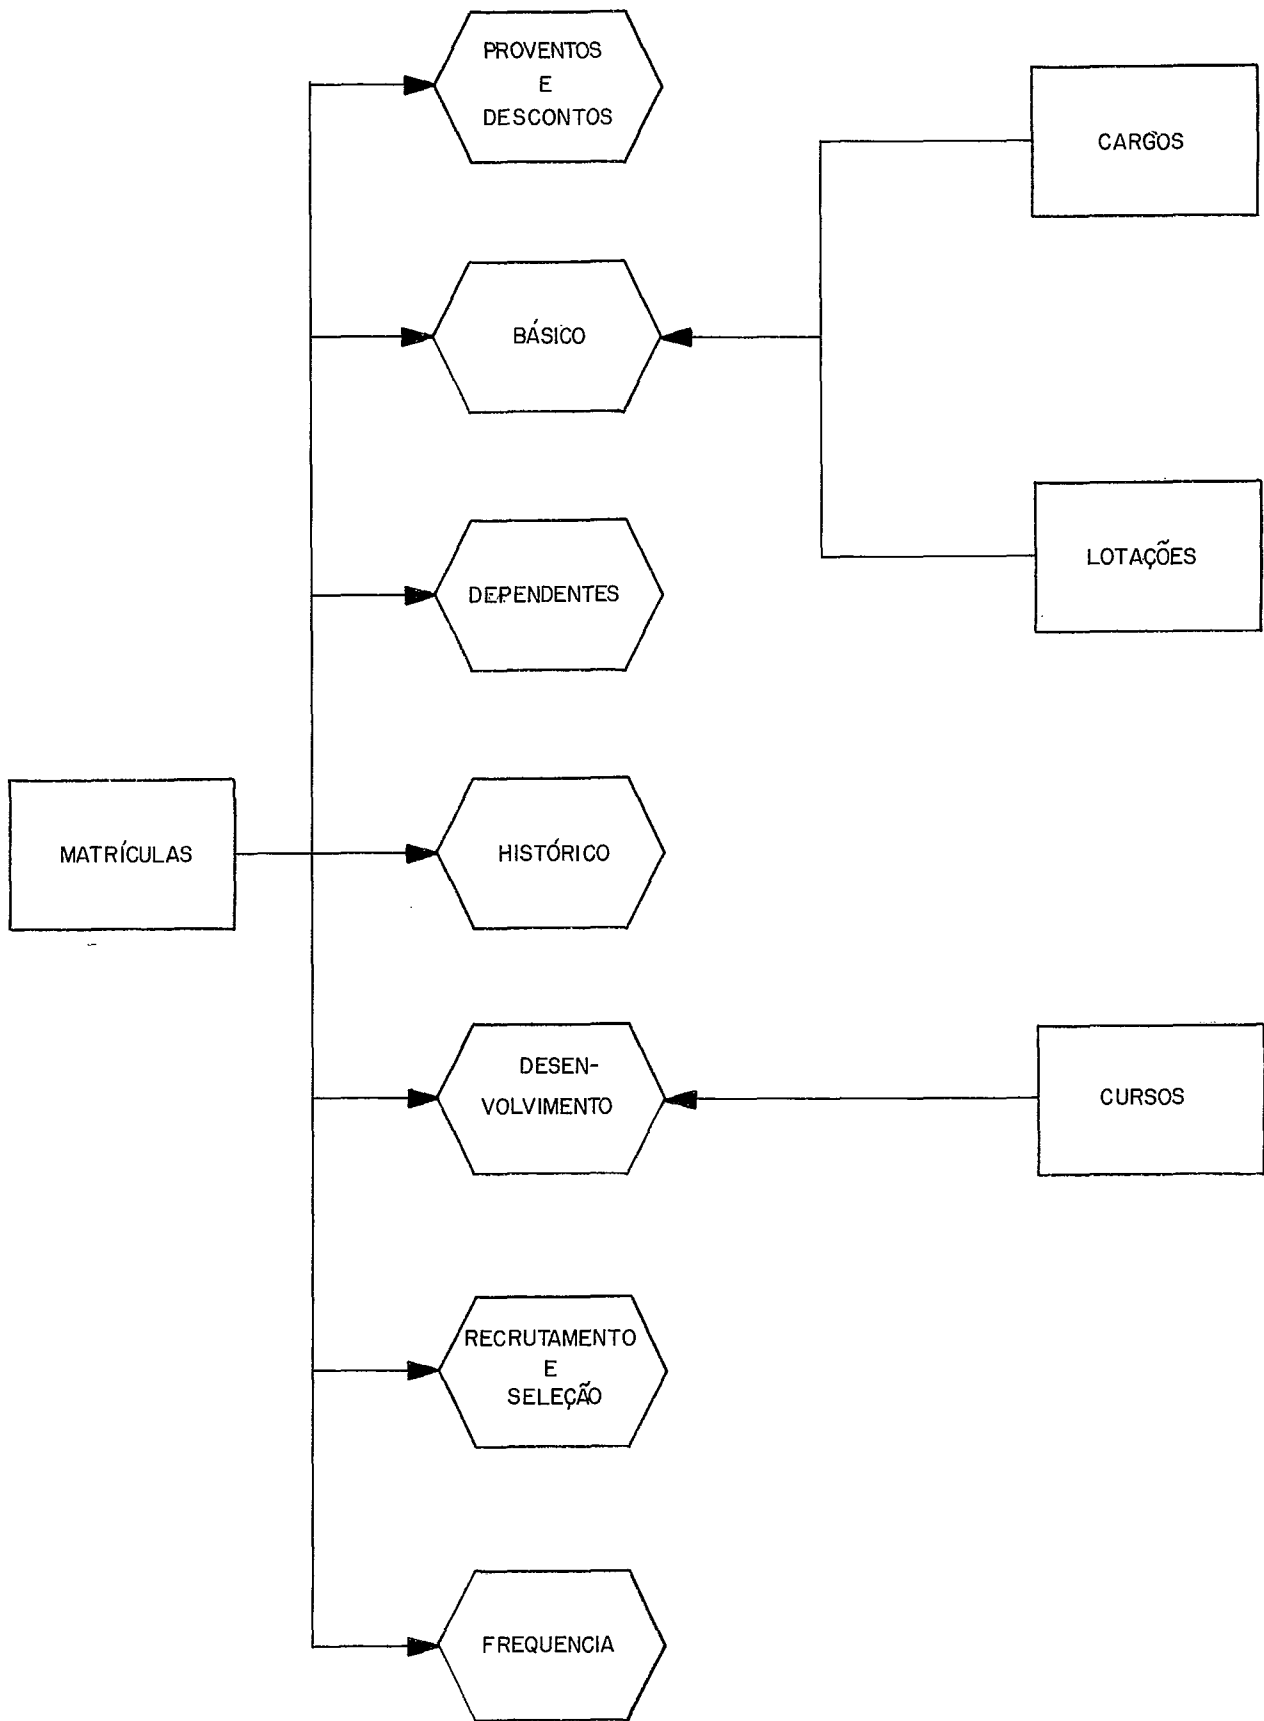 PROVENTOS
E
DESCONTOS
CARGOS
BÁSICO
LOTAÇÕES
DEPENDENTES
MATRÍCULAS
HISTÓRICO
DESEN-
VOLVIMENTO
CURSOS
RECRUTAMENTO
E
SELEÇÃO
FREQUENCIA